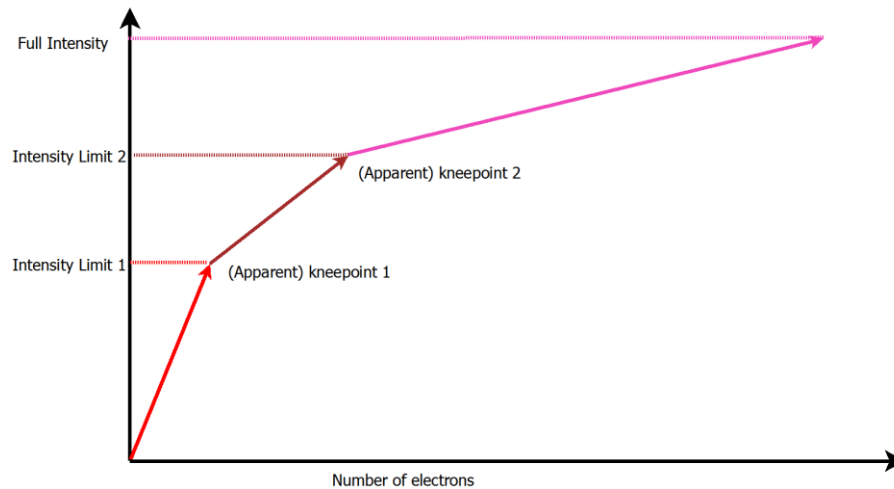 Full Intensity
Intensity Limit 2
(Apparent) kneepoint 2
Intensity Limit 1
(Apparent) kneepoint 1
Number of electrons